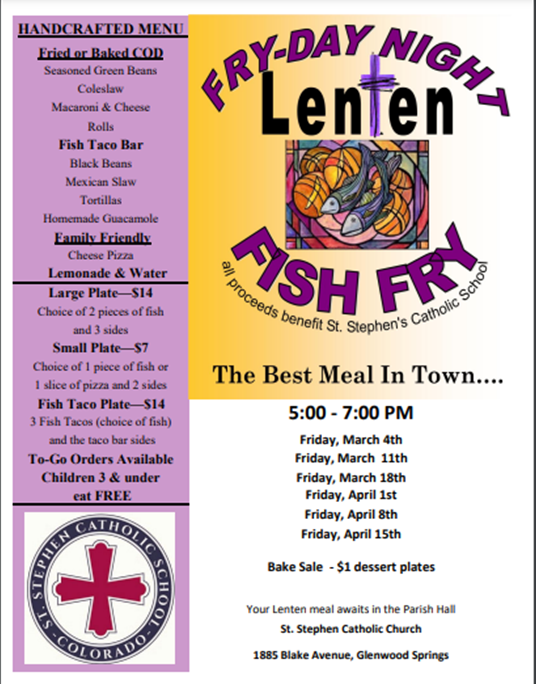 HANDCRAFTED MENU
Fried or Baked COD
Seasoned Green Beans
Coleslaw
Macaroni & Cheese
Rolls
Fish Taco Bar
Black Beans
Mexican Slaw
Tortillas
Homemade Guacamole
Family Friendly
Cheese Pizza
Lemonade & Water
Large Plate—$14
Choice of 2 pieces of fish
and 3 sides
Small Plate—$7
Choice of 1 piece of fish or
1 slice of pizza and 2 sides
Fish Taco Plate—$14
3 Fish Tacos (choice of fish)
and the taco bar sides
To-Go Orders Available
Children 3 & under
eat FREE
ST. STEPHEN CATHOLIC SCHOOL
-COLORADO-
FRY-DAY NIGHT
Lenten
FISH FRY
all proceeds benefit St. Stephen's Catholic School
The Best Meal In Town....
5:00 - 7:00 PM
Friday, March 4th
Friday, March 11th
Friday, March 18th
Friday, April 1st
Friday, April 8th
Friday, April 15th
Bake Sale - $1 dessert plates
Your Lenten meal awaits in the Parish Hall
St. Stephen Catholic Church
1885 Blake Avenue, Glenwood Springs